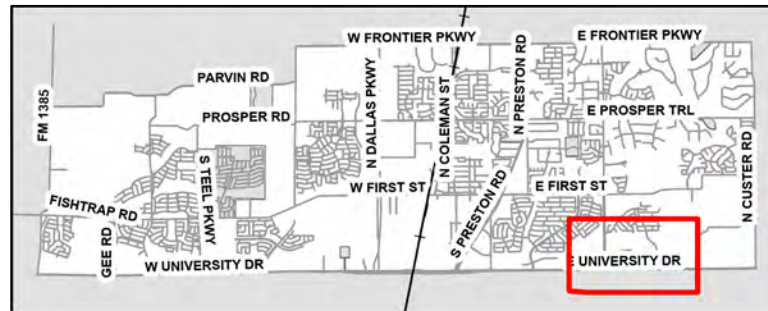 W FRONTIER PKWY
E FRONTIER PKWY
PARVIN RD
PROSPER RD
E PROSPER TRL
FM 1385
S TEEL PKWY
N DALLAS PKWY
N COLEMAN ST
N PRESTON RD
W FIRST ST
S PRESTON RD
E FIRST ST
N CUSTER RD
FISHTRAP RD
GEE RD
W UNIVERSITY DR
E UNIVERSITY DR